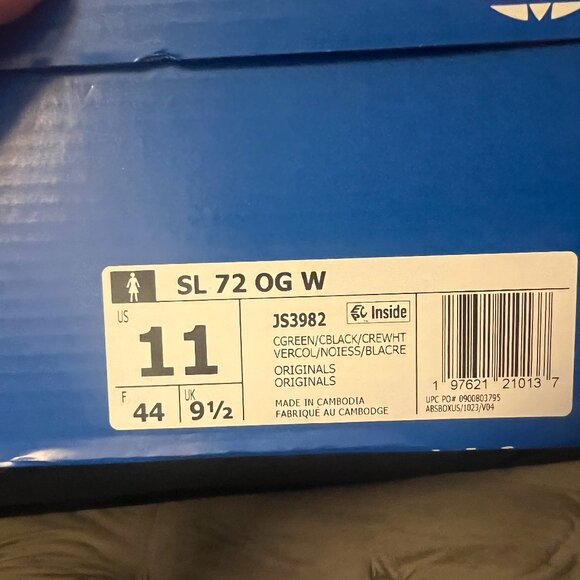 SL 72 OG W
US
11
F
44
UK
9½
JS3982
Inside
CGREEN/CBLACK/CREWHT
VERCOL/NOIESS/BLACRE
ORIGINALS
ORIGINALS
MADE IN CAMBODIA
FABRIQUÉ AU CAMBODGE
1 97621 21013 7
UPC PO# 0900803795
ABSBOXUS/1023/V04